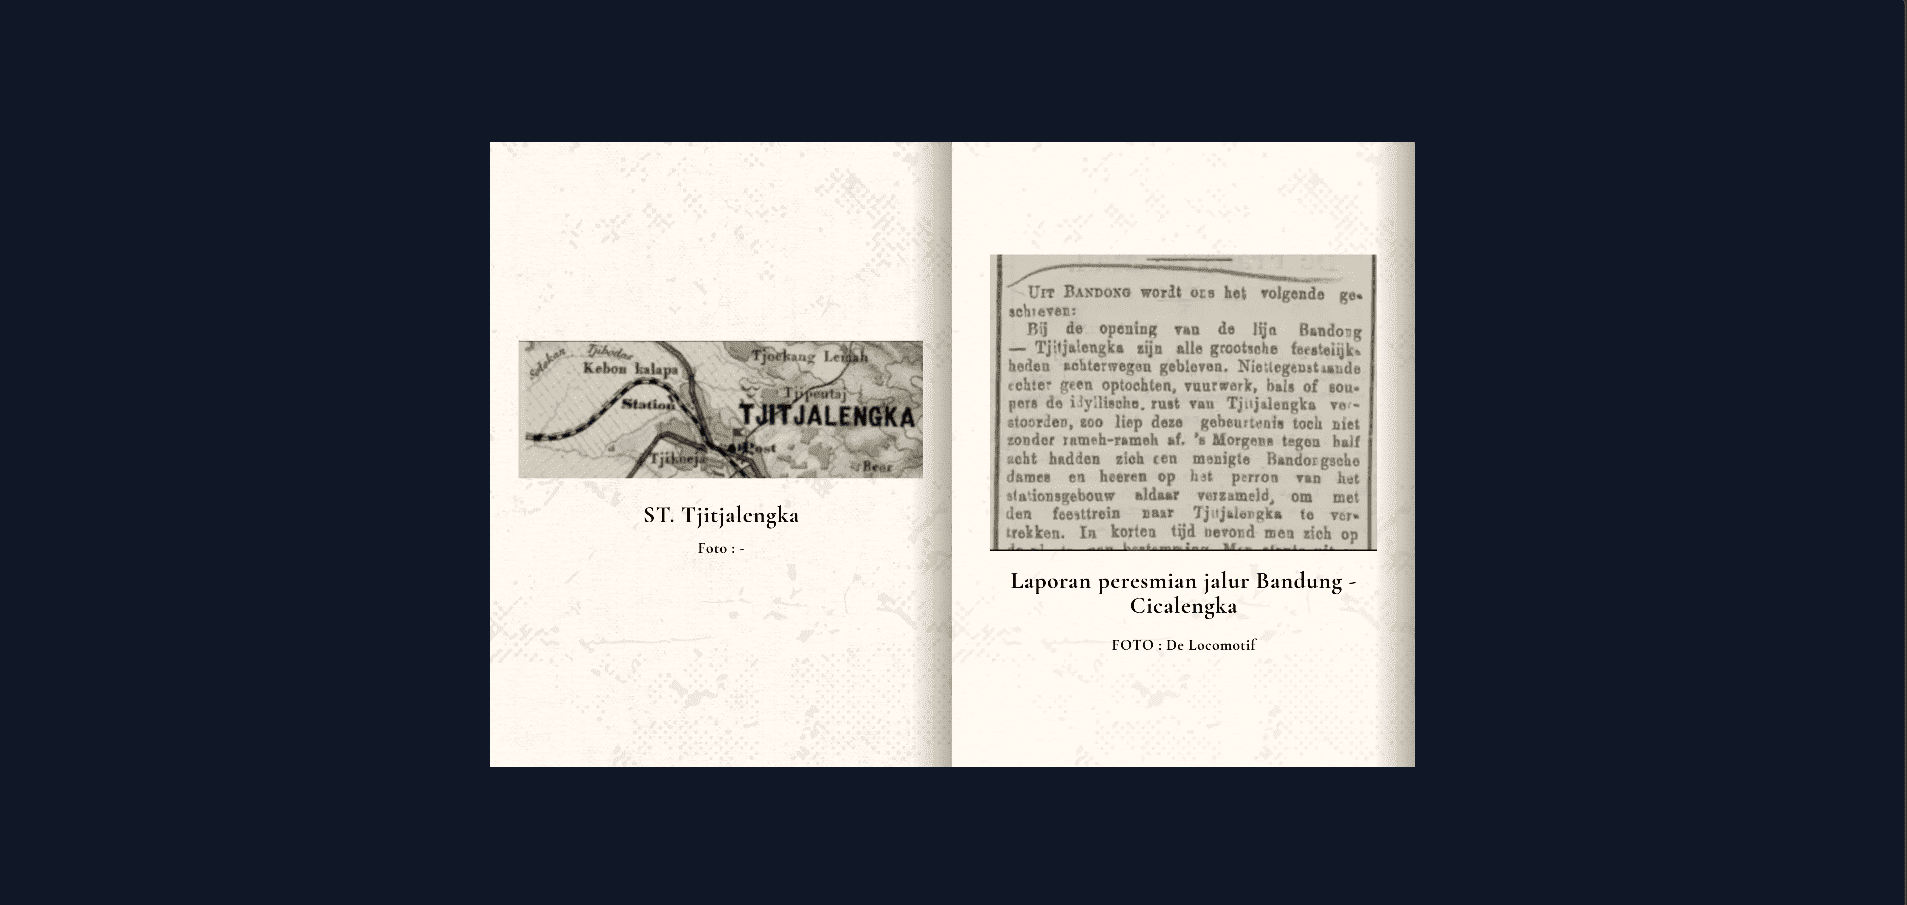 Solokan
Tjibodas
Kebon kalapa
Station
Tjoekang Lemah
TJITJALENGKA
Post
Beer
ST. Tjitjalengka
Foto : -
UIT BANDONG wordt ons het volgende ge-
schreven:
Bij de opening van de lijn Bandong
— Tjitjalengka zijn alle grootsche feestelijk-
heden achterwegen gebleven. Niettegenstaande
echter geen optochten, vuurwerk, bals of sou-
pers de idyllische rust van Tjitjalengka ver-
stoorden, zoo liep deze gebeurtenis toch niet
zonder rameh-rameh af. 's Morgens tegen half
acht hadden zich een menigte Bandongsche
dames en heeren op het perron van het
stationsgebouw aldaar verzameld, om met
den feesttrein naar Tjitjalengka te ver-
trekken. In korten tijd bevond men zich op
Laporan peresmian jalur Bandung -
Cicalengka
FOTO : De Locomotif